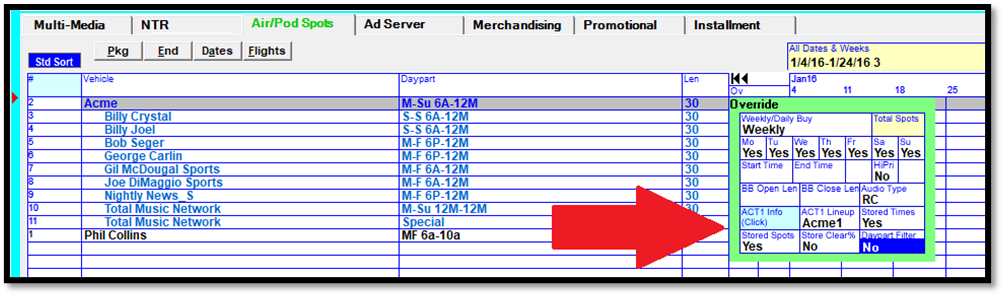 Multi-Media NTR Air/Pod Spots Ad Server Merchandising Promotional Installment
Std Sort Pkg End Dates Flights
All Dates & Weeks
1/4/16-1/24/16 3
# Vehicle Daypart Len Jan16
Ov 4 11 18 25
2 Acme M-Su 6A-12M 30
3 Billy Crystal S-S 6A-12M 30
4 Billy Joel S-S 6A-12M 30
5 Bob Seger M-F 6P-12M 30
6 George Carlin M-F 6P-12M 30
7 Gil McDougal Sports M-F 6A-12M 30
8 Joe DiMaggio Sports M-F 6A-12M 30
9 Nightly News_S M-F 6P-12M 30
10 Total Music Network M-Su 12M-12M 30
11 Total Music Network Special
1 Phil Collins MF 6a-10a
Override
Weekly/Daily Buy Total Spots
Weekly
Mo Tu We Th Fr Sa Su
Yes Yes Yes Yes Yes Yes Yes
Start Time End Time HiPri
No
BB Open Len BB Close Len Audio Type
RC
ACT1 Info ACT1 Lineup Stored Times
(Click) Acme1 Yes
Stored Spots Store Clear% Daypart Filter
Yes No No